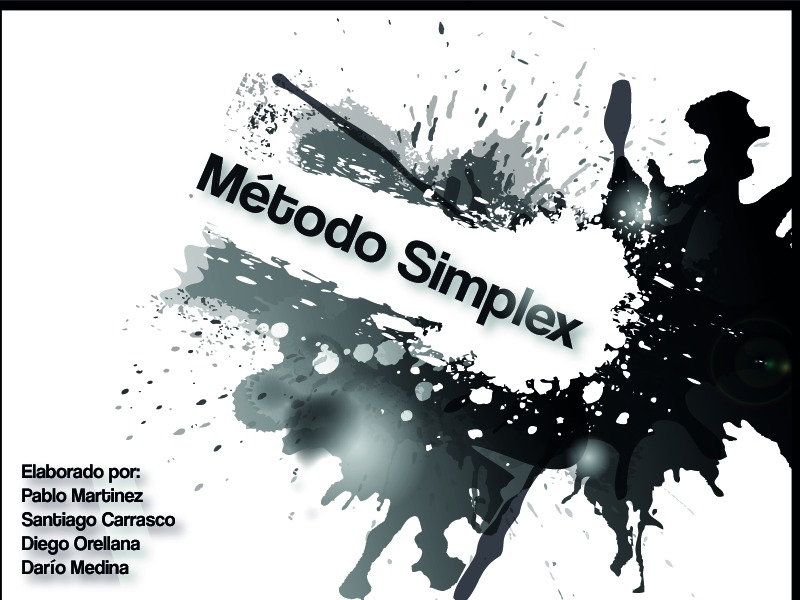 Método Simplex
Elaborado por:
Pablo Martinez
Santiago Carrasco
Diego Orellana
Darío Medina